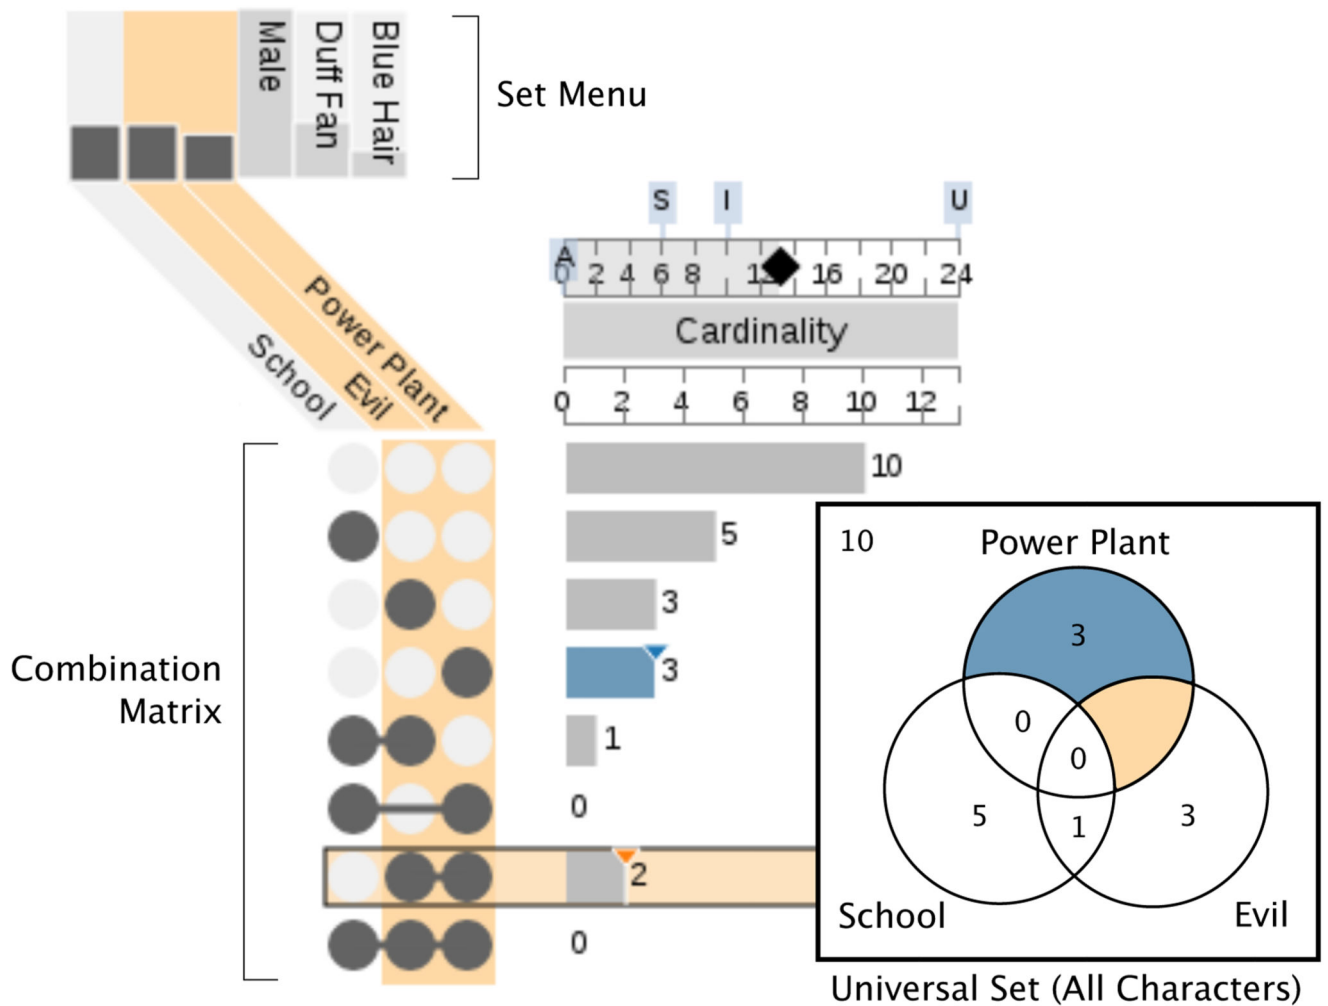 Male
Duff Fan
Blue Hair
Set Menu
S I U
A
0 2 4 6 8 12 16 20 24
Cardinality
0 2 4 6 8 10 12
School
Evil
Power Plant
Combination
Matrix
10
5
3
3
1
0
2
0
10
Power Plant
3
0
0
5
1
3
School
Evil
Universal Set (All Characters)